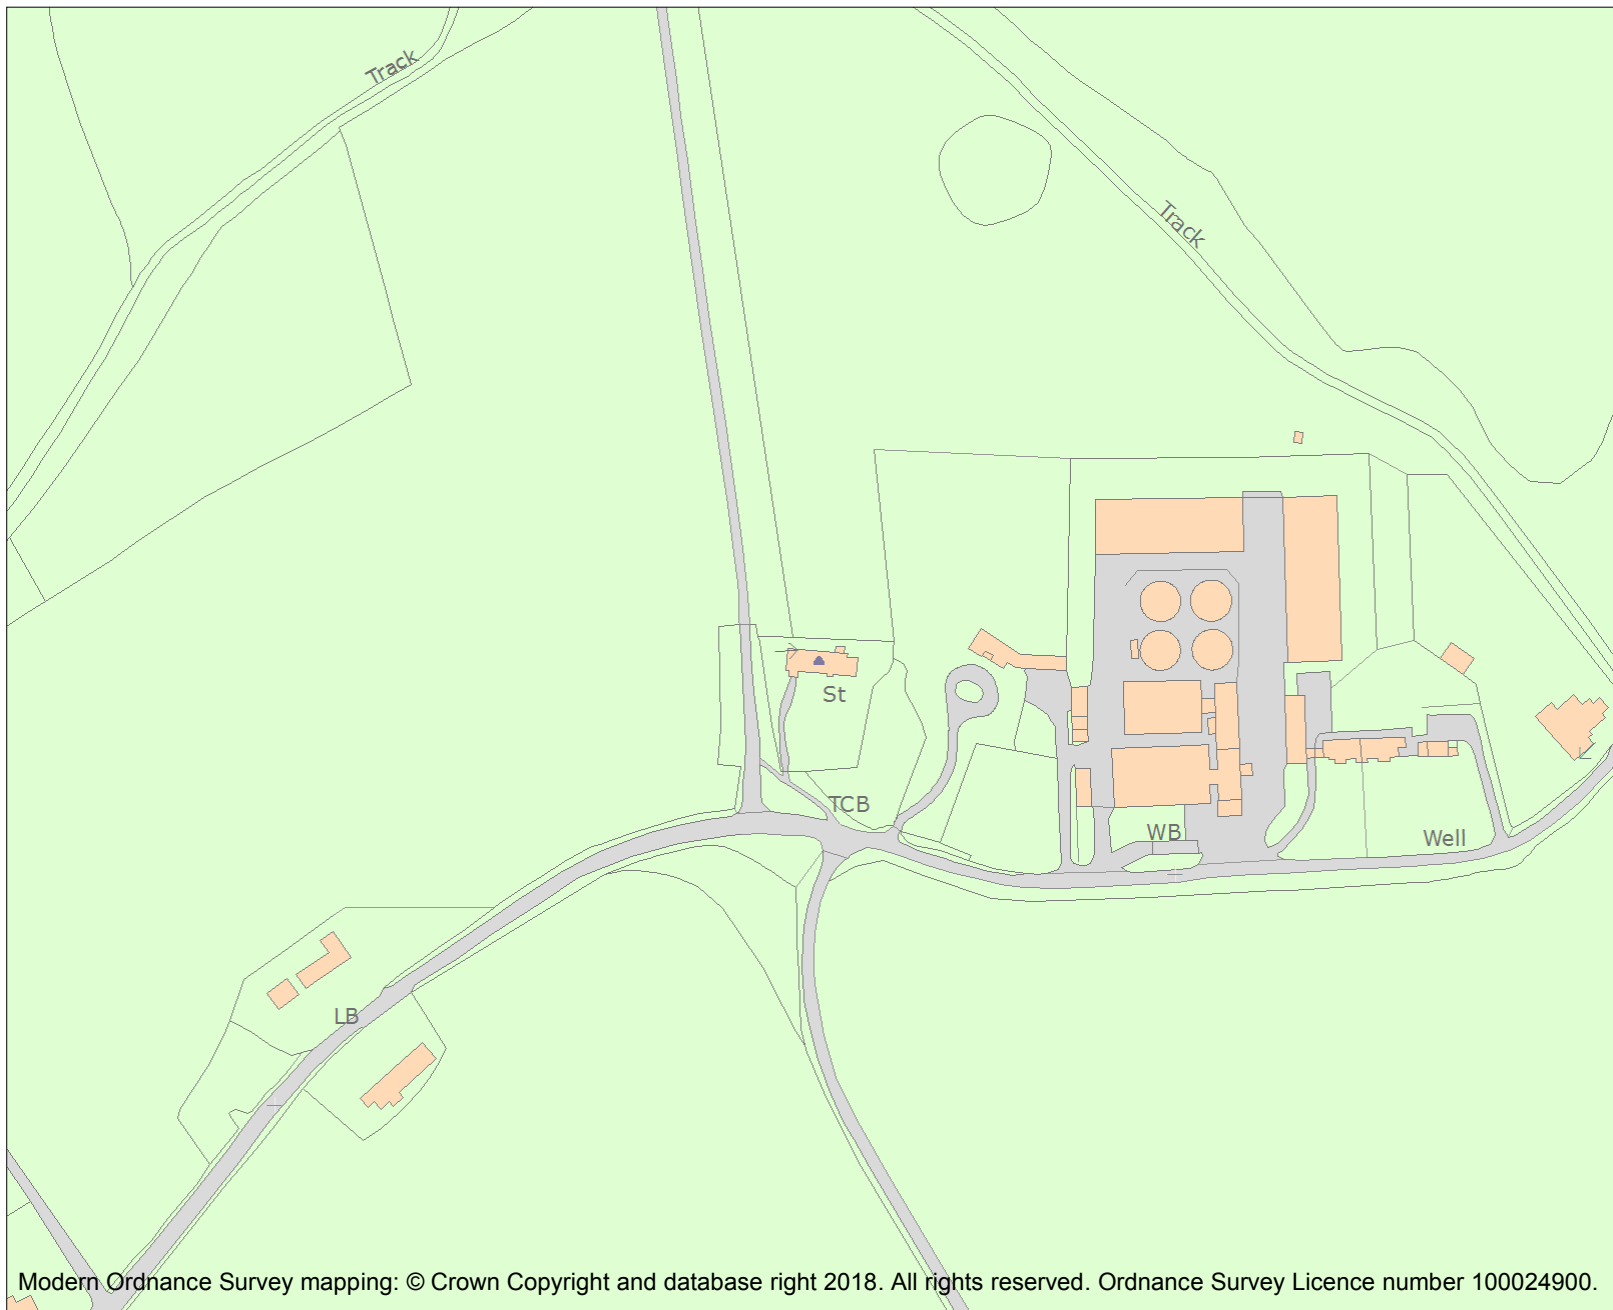 Track
Track
St
TCB
WB
Well
LB
Modern Ordnance Survey mapping: © Crown Copyright and database right 2018. All rights reserved. Ordnance Survey Licence number 100024900.